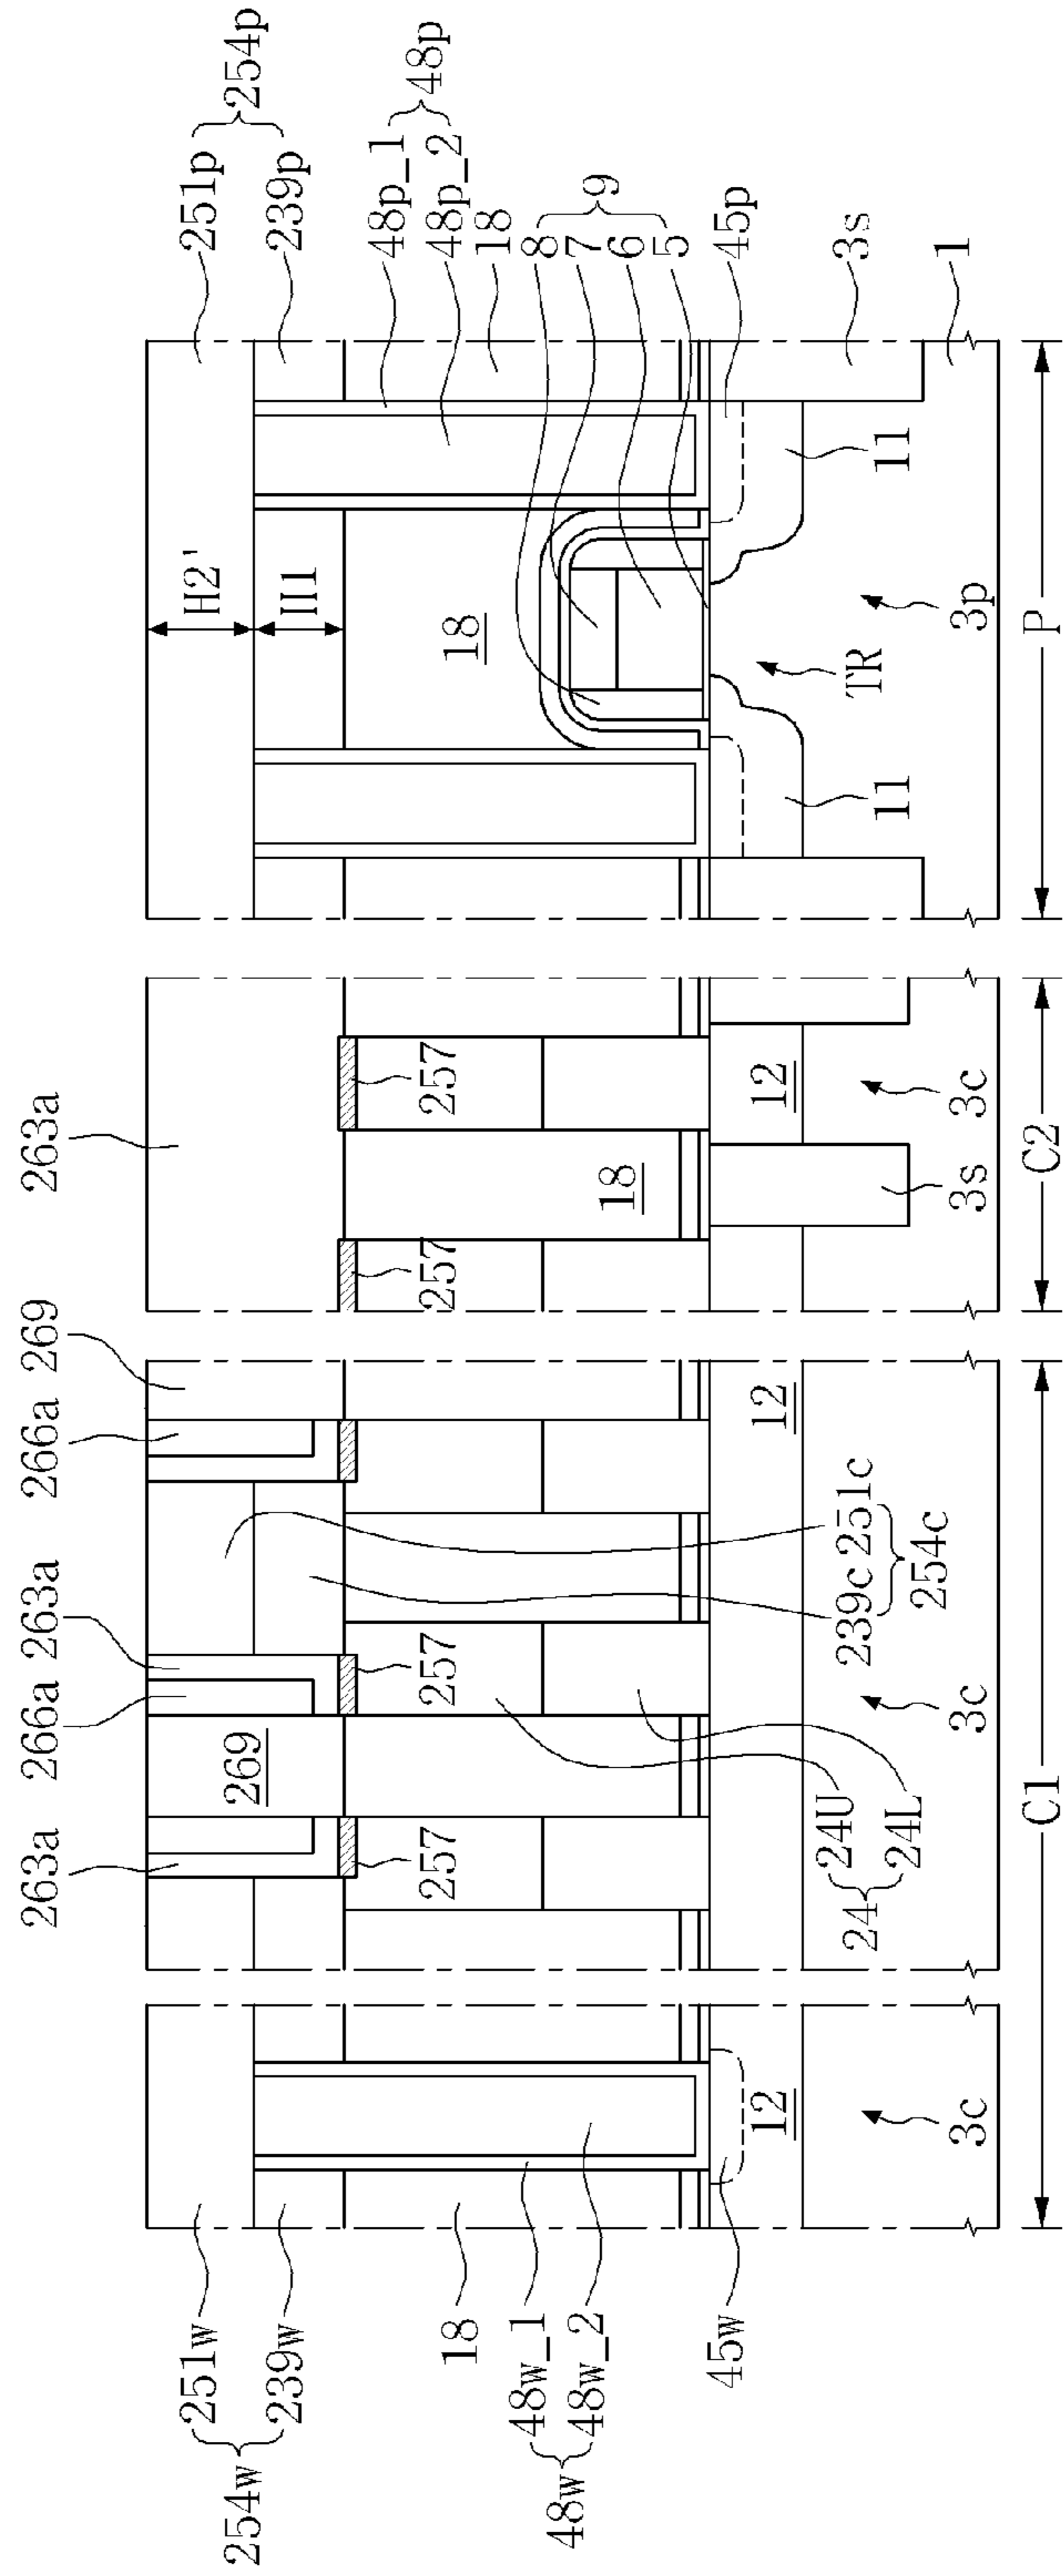 254w
251w
239w
18
48w
48w_1
48w_2
45w
12
3c
263a
266a
263a
266a
269
269
257
257
239c 251c
254c
24
24U
24L
12
3c
C1
263a
257
257
18
12
3s
3c
C2
H2'
H1
18
TR
3p
11
11
P
251p
239p
254p
48p_1
48p_2
48p
18
8
7
6
5
9
45p
3s
1